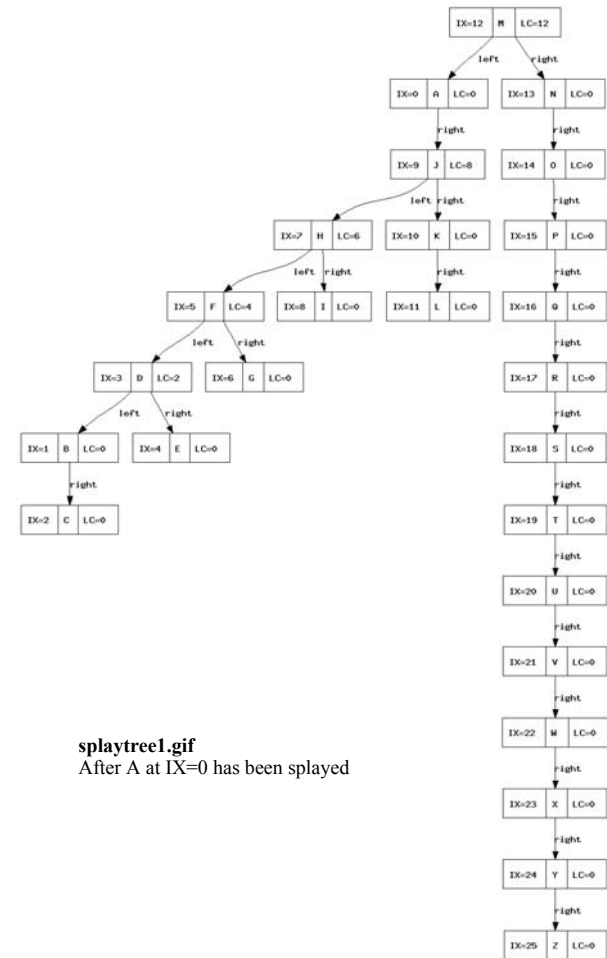 IX=12 M LC=12
left right
IX=0 A LC=0 IX=13 N LC=0
right right
IX=9 J LC=8 IX=14 O LC=0
left right right
IX=7 H LC=6 IX=10 K LC=0 IX=15 P LC=0
left right right right
IX=5 F LC=4 IX=8 I LC=0 IX=11 L LC=0 IX=16 Q LC=0
left right right
IX=3 D LC=2 IX=6 G LC=0 IX=17 R LC=0
left right right
IX=1 B LC=0 IX=4 E LC=0 IX=18 S LC=0
right right
IX=2 C LC=0 IX=19 T LC=0
right
IX=20 U LC=0
right
IX=21 V LC=0
right
splaytree1.gif
After A at IX=0 has been splayed
IX=22 W LC=0
right
IX=23 X LC=0
right
IX=24 Y LC=0
right
IX=25 Z LC=0